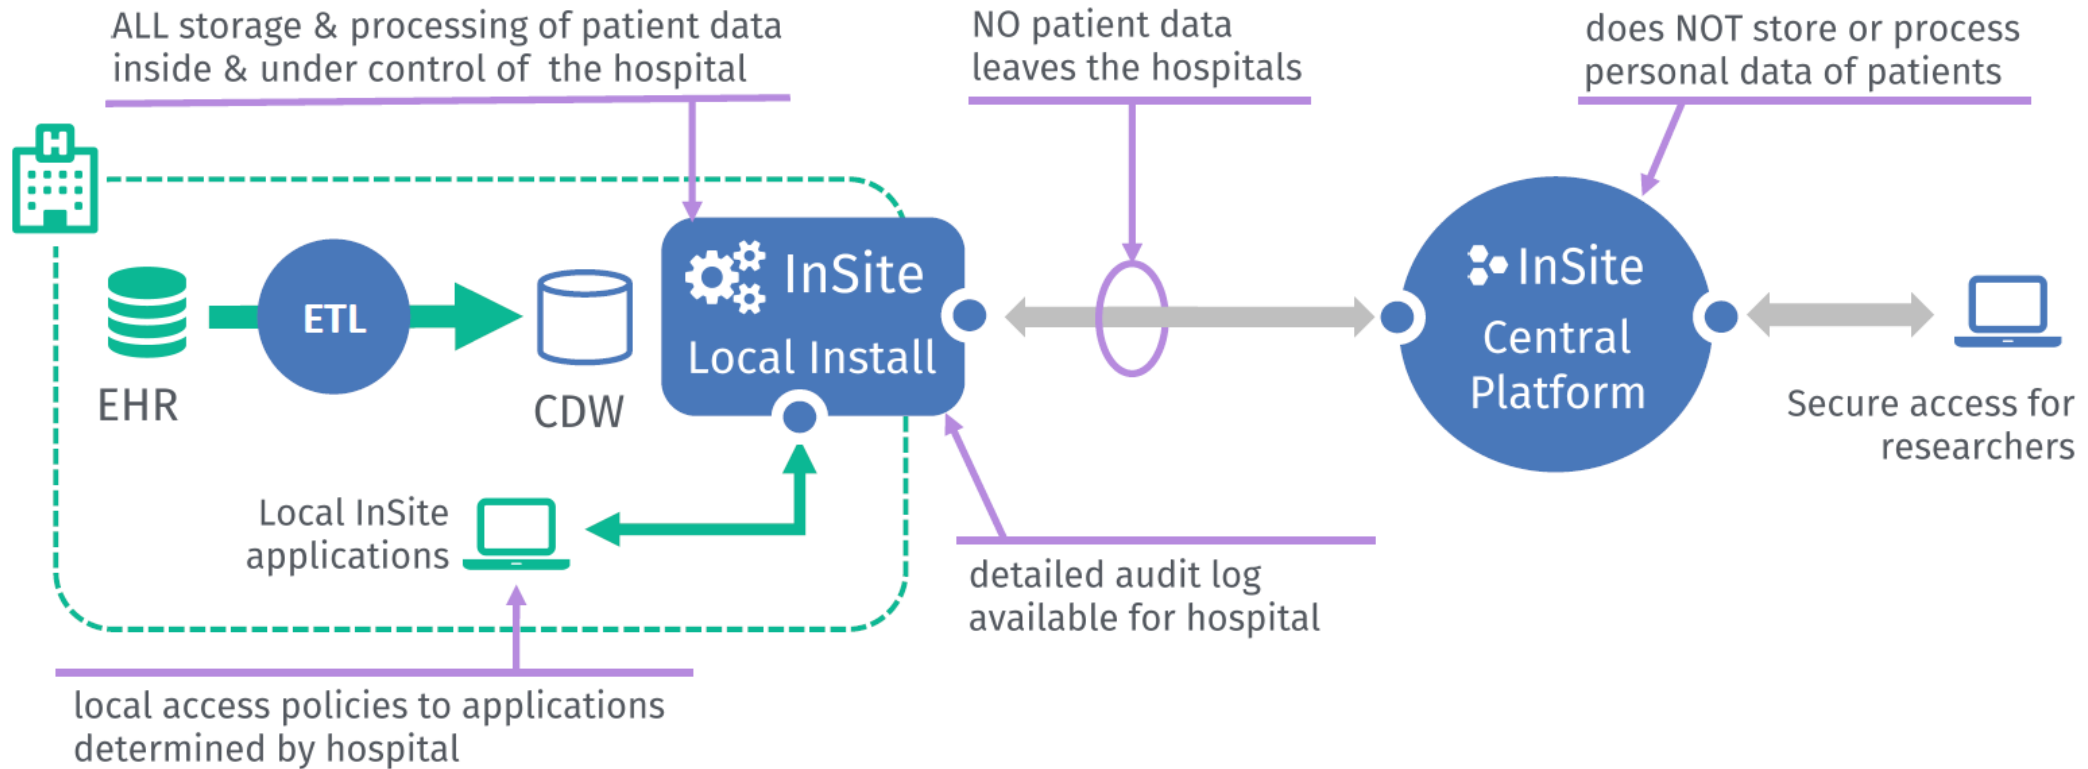 ALL storage & processing of patient data
inside & under control of the hospital
NO patient data
leaves the hospitals
does NOT store or process
personal data of patients
H
EHR
ETL
CDW
InSite
Local Install
InSite
Central
Platform
Secure access for
researchers
Local InSite
applications
detailed audit log
available for hospital
local access policies to applications
determined by hospital